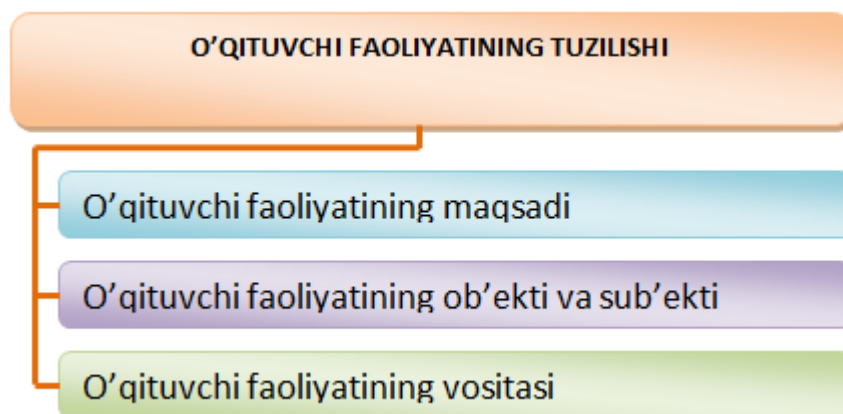 O’QITUVCHI FAOLIYATINING TUZILISHI
O’qituvchi faoliyatining maqsadi
O’qituvchi faoliyatining ob’ekti va sub’ekti
O’qituvchi faoliyatining vositasi